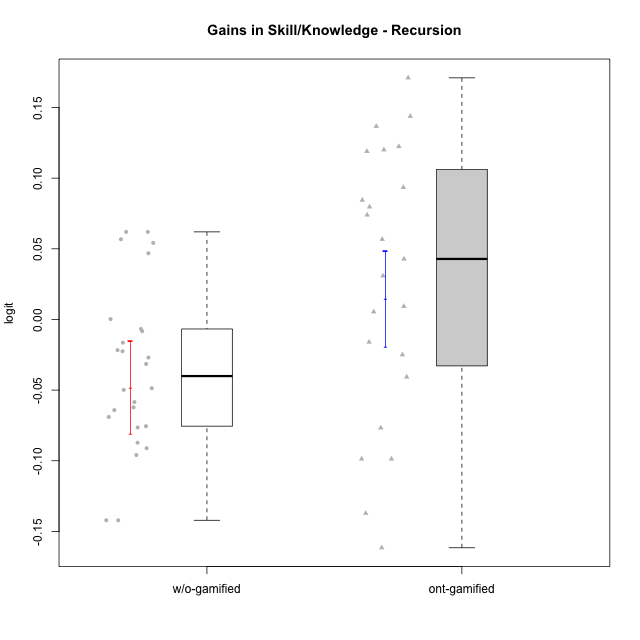 Gains in Skill/Knowledge - Recursion
0.15
0.10
0.05
0.00
-0.05
-0.10
-0.15
logit
w/o-gamified ont-gamified